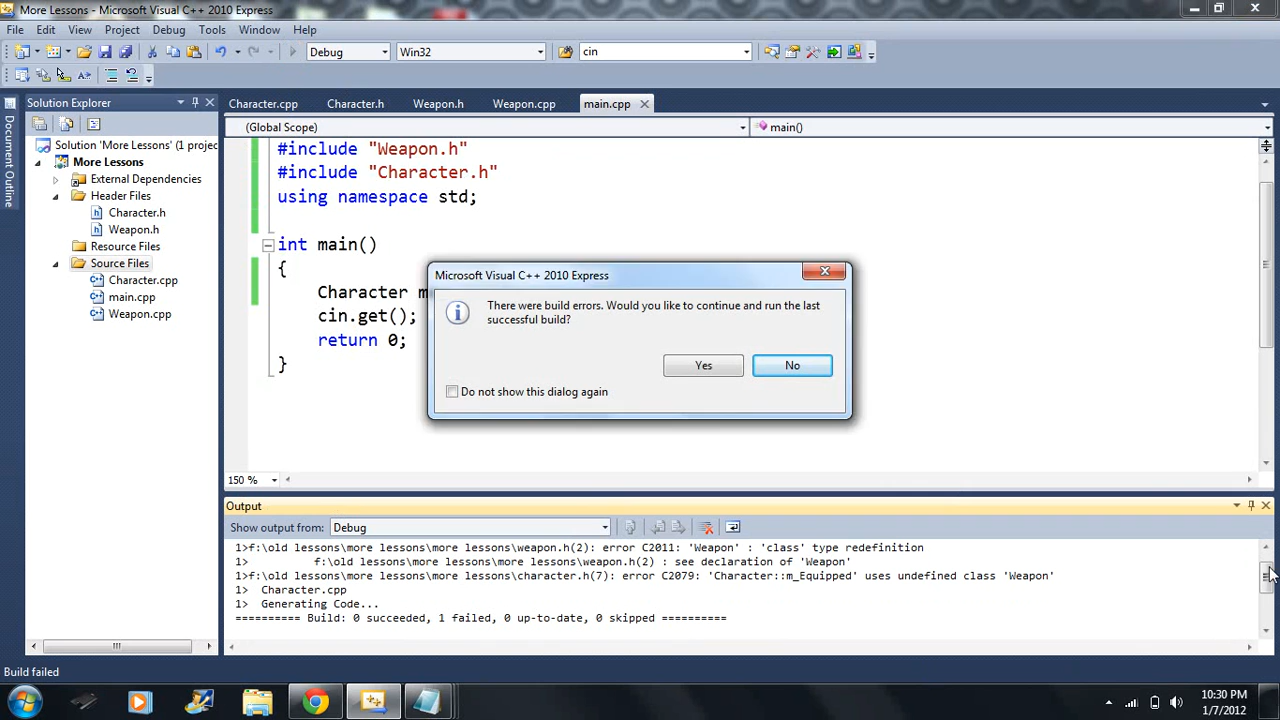 More Lessons - Microsoft Visual C++ 2010 Express
File Edit View Project Debug Tools Window Help
Debug Win32 cin
Solution Explorer
Character.cpp Character.h Weapon.h Weapon.cpp main.cpp
(Global Scope) main()
Document Outline
Solution 'More Lessons' (1 projec
More Lessons
External Dependencies
Header Files
Character.h
Weapon.h
Resource Files
Source Files
Character.cpp
main.cpp
Weapon.cpp
#include "Weapon.h"
#include "Character.h"
using namespace std;
int main()
{
Character m
cin.get();
return 0;
}
Microsoft Visual C++ 2010 Express
There were build errors. Would you like to continue and run the last
successful build?
Yes No
Do not show this dialog again
150 %
Output
Show output from: Debug
1>f:\old lessons\more lessons\more lessons\weapon.h(2): error C2011: 'Weapon' : 'class' type redefinition
1> f:\old lessons\more lessons\more lessons\weapon.h(2) : see declaration of 'Weapon'
1>f:\old lessons\more lessons\more lessons\character.h(7): error C2079: 'Character::m_Equipped' uses undefined class 'Weapon'
1> Character.cpp
1> Generating Code...
========== Build: 0 succeeded, 1 failed, 0 up-to-date, 0 skipped ==========
Build failed
10:30 PM
1/7/2012